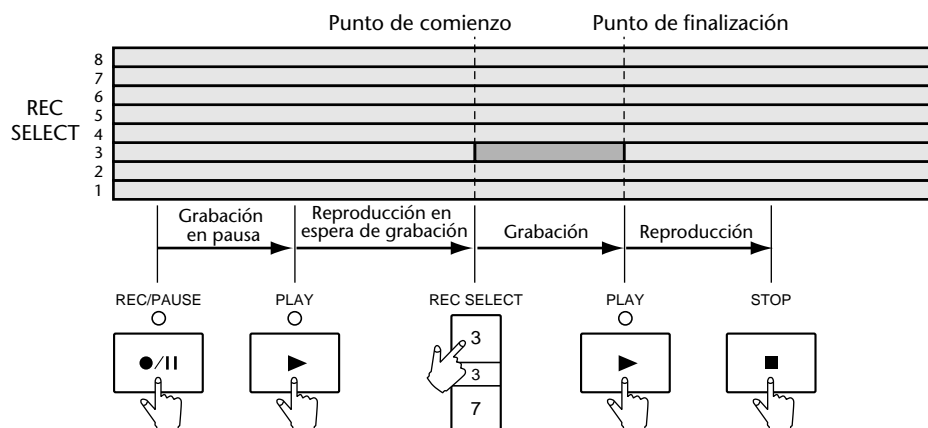 Punto de comienzo Punto de finalización
REC
SELECT
8
7
6
5
4
3
2
1
Grabación
en pausa
Reproducción en
espera de grabación
Grabación
Reproducción
REC/PAUSE PLAY REC SELECT PLAY STOP
3
3
7